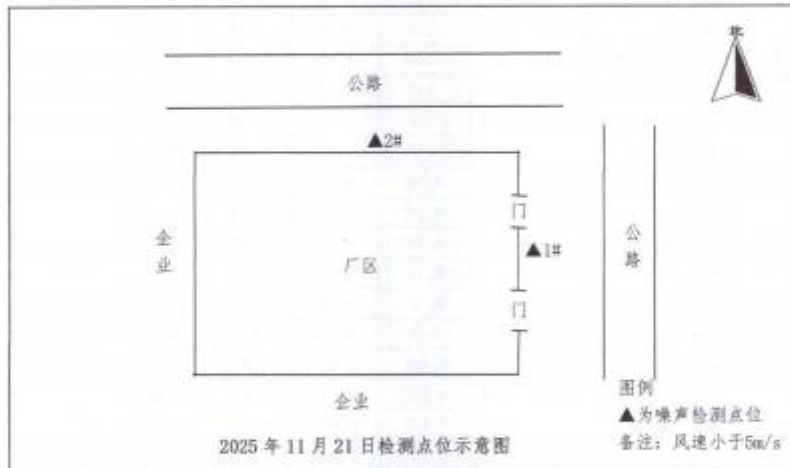 北
公路
▲2#
门
企业
厂区
▲1#
公路
门
企业
图例
▲为噪声检测点位
备注：风速小于5m/s
2025年11月21日检测点位示意图